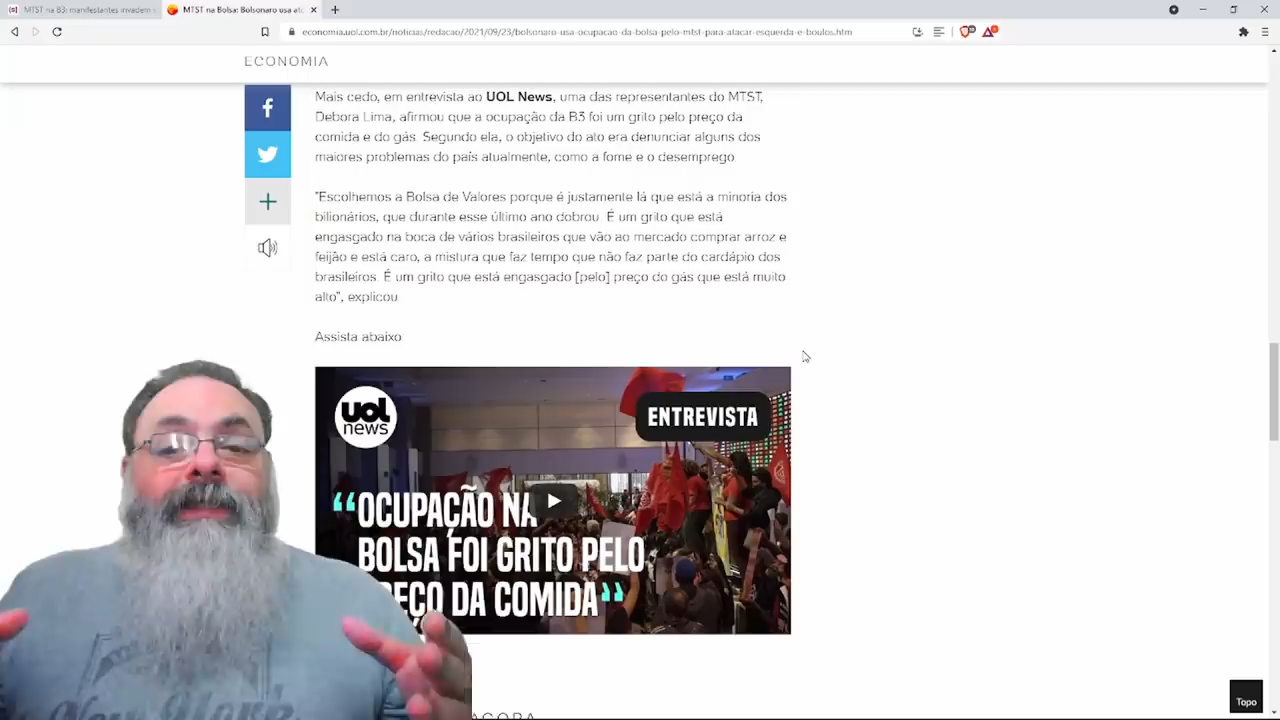 MTST na B3: manifestantes invadem s
MTST na Bolsa: Bolsonaro usa ato
economia.uol.com.br/noticias/redacao/2021/09/23/bolsonaro-usa-ocupacao-da-bolsa-pelo-mtst-para-atacar-esquerda-e-boulos.htm
ECONOMIA
Mais cedo, em entrevista ao UOL News, uma das representantes do MTST,
Debora Lima, afirmou que a ocupação da B3 foi um grito pelo preço da
comida e do gás. Segundo ela, o objetivo do ato era denunciar alguns dos
maiores problemas do país atualmente, como a fome e o desemprego
"Escolhemos a Bolsa de Valores porque é justamente lá que está a minoria dos
bilionários, que durante esse último ano dobrou. É um grito que está
engasgado na boca de vários brasileiros que vão ao mercado comprar arroz e
feijão e está caro, a mistura que faz tempo que não faz parte do cardápio dos
brasileiros. É um grito que está engasgado [pelo] preço do gás que está muito
alto", explicou
Assista abaixo
uol
news
ENTREVISTA
“OCUPAÇÃO NA
BOLSA FOI GRITO PELO
DA COMIDA”
AGORA
Topo